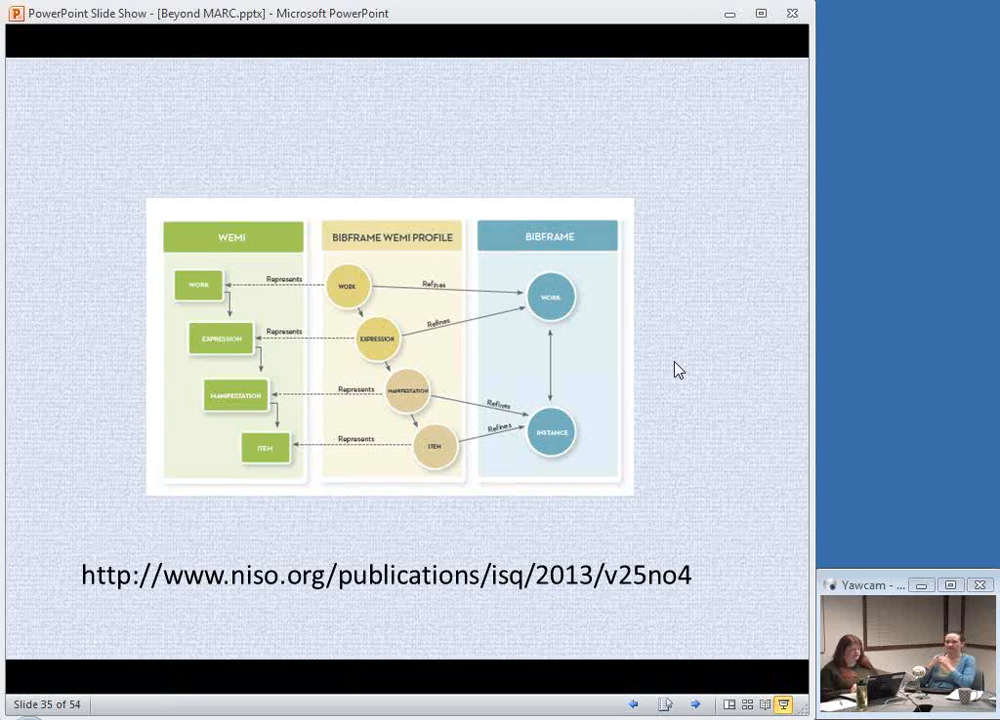 PowerPoint Slide Show - [Beyond MARC.pptx] - Microsoft PowerPoint
WEMI
BIBFRAME WEMI PROFILE
BIBFRAME
WORK
Represents
WORK
Refines
WORK
EXPRESSION
Represents
EXPRESSION
Refines
MANIFESTATION
Represents
MANIFESTATION
Refines
INSTANCE
ITEM
Represents
ITEM
Refines
http://www.niso.org/publications/isq/2013/v25no4
Yawcam - ...
Slide 35 of 54